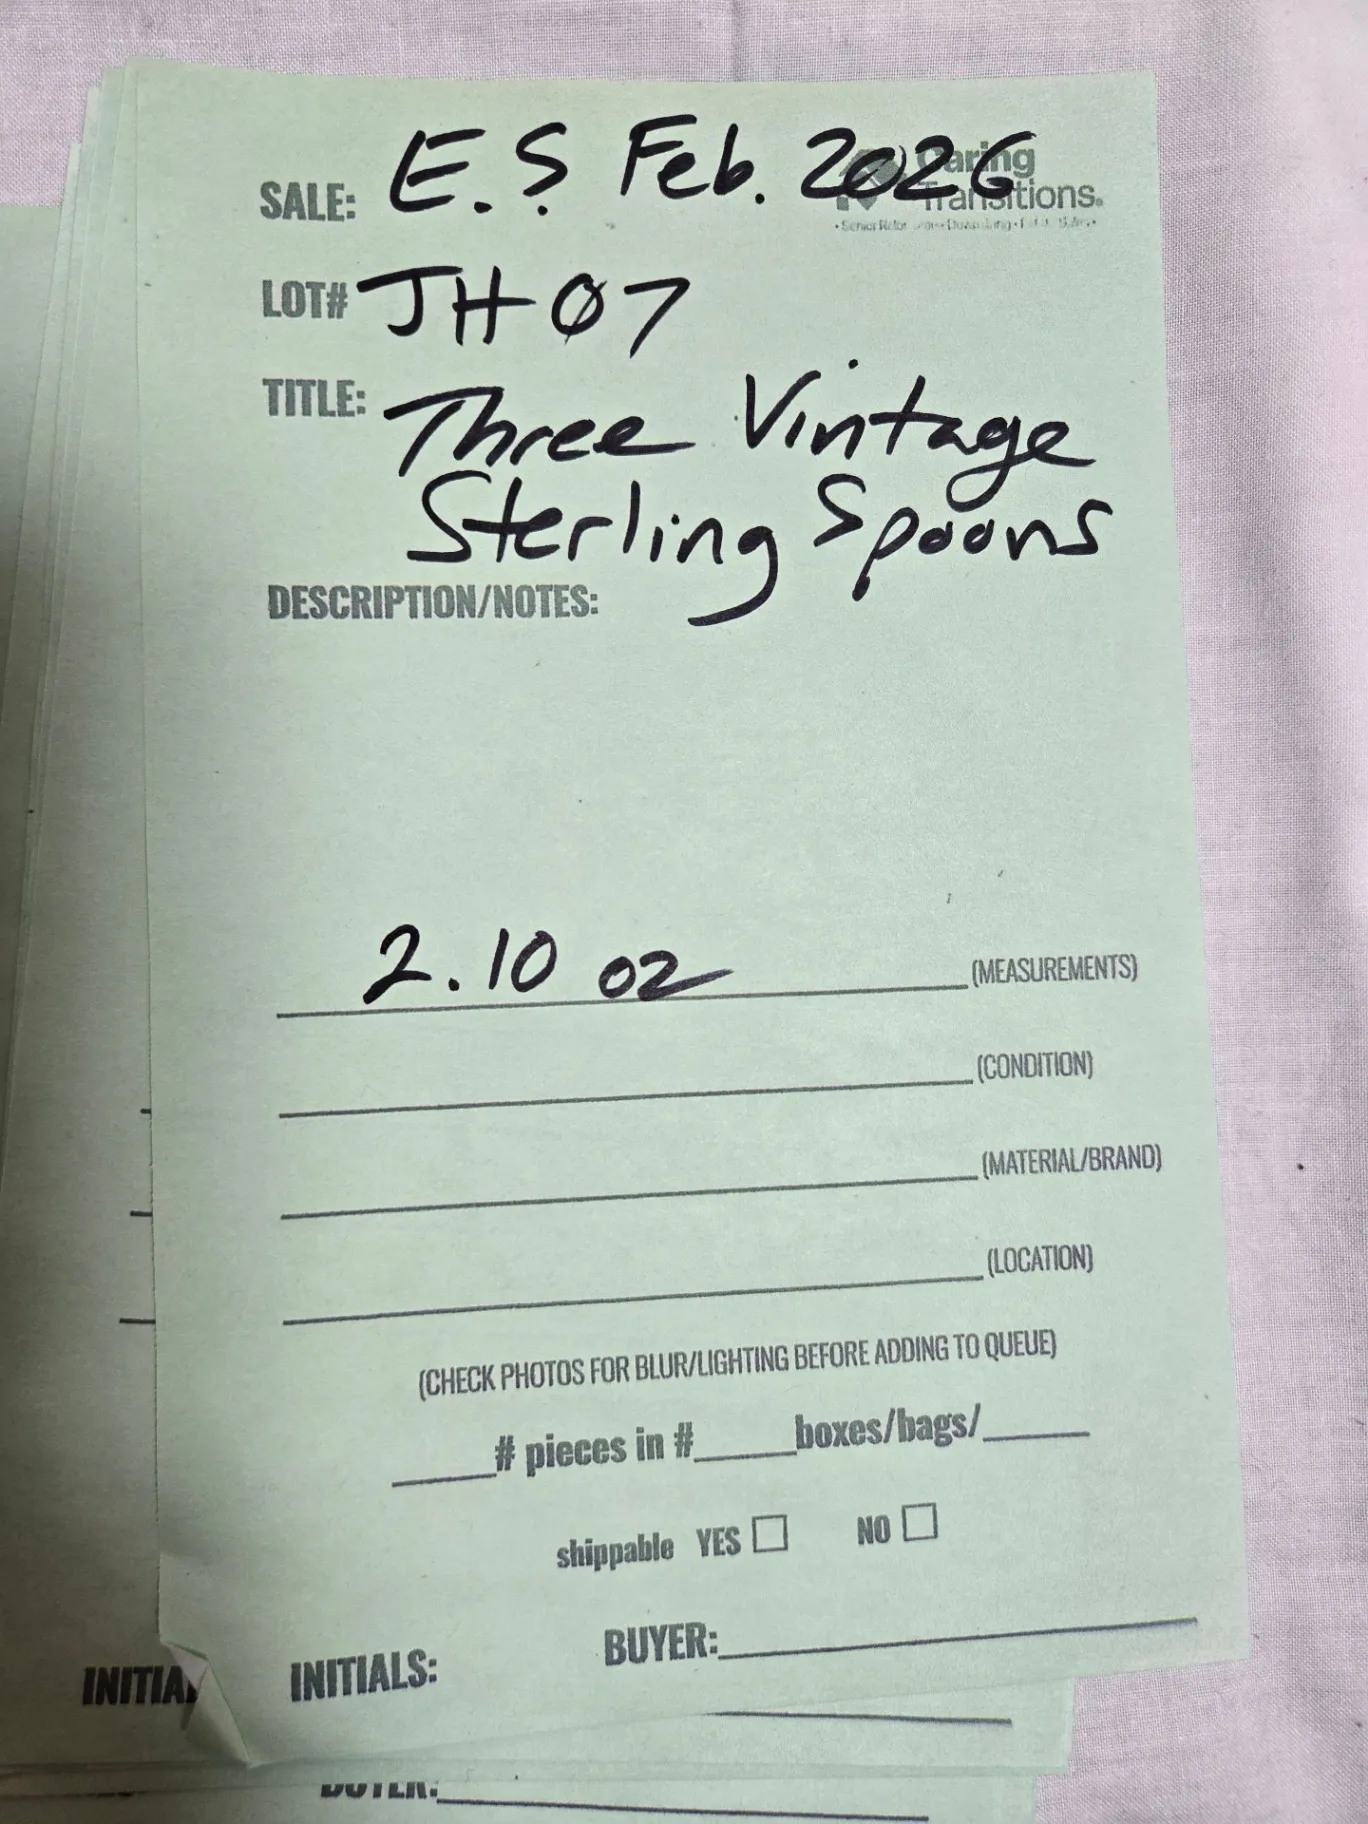 SALE: E.S. Feb. 2026
Caring
Transitions.
LOT# JH07
TITLE: Three Vintage
Sterling Spoons
DESCRIPTION/NOTES:
2.10 oz (MEASUREMENTS)
(CONDITION)
(MATERIAL/BRAND)
(LOCATION)
(CHECK PHOTOS FOR BLUR/LIGHTING BEFORE ADDING TO QUEUE)
# pieces in # boxes/bags/
shippable YES NO
BUYER:
INITIALS: